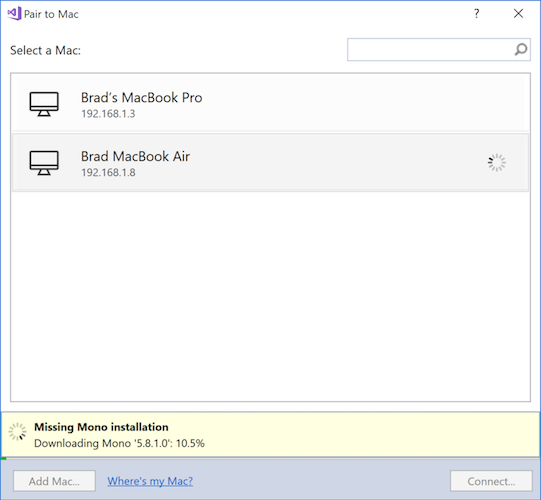 Pair to Mac
?
Select a Mac:
Brad’s MacBook Pro
192.168.1.3
Brad MacBook Air
192.168.1.8
Missing Mono installation
Downloading Mono '5.8.1.0': 10.5%
Add Mac...
Where's my Mac?
Connect...